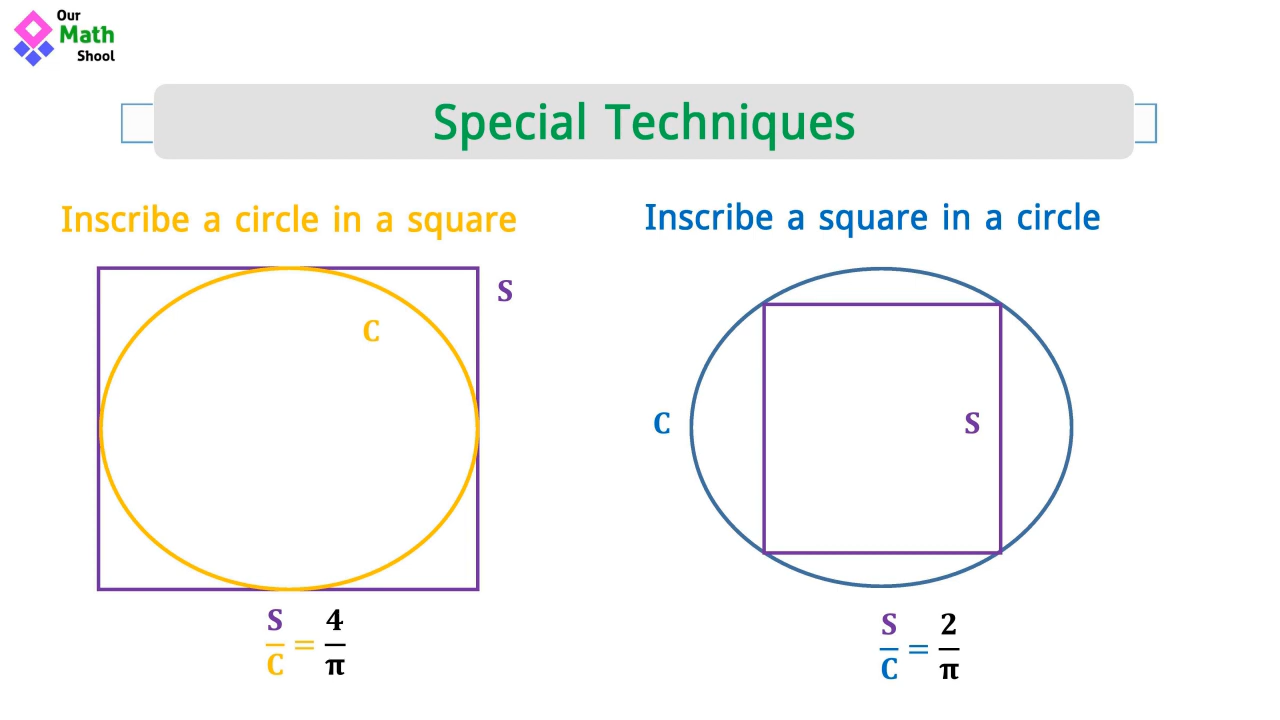 Our
Math
Shool
Special Techniques
Inscribe a circle in a square
S
C
S/C = 4/π
Inscribe a square in a circle
C
S
S/C = 2/π